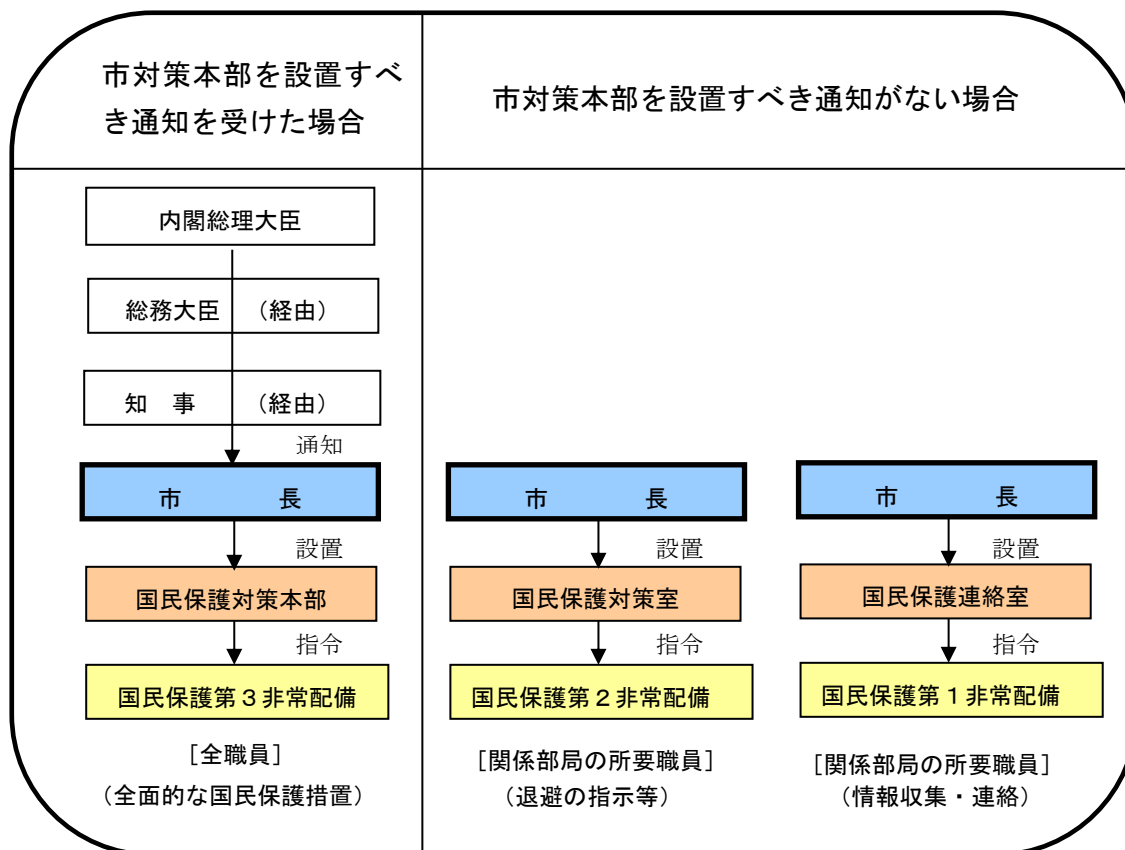 市対策本部を設置すべ
き通知を受けた場合
市対策本部を設置すべき通知がない場合
内閣総理大臣
総務大臣 （経由）
知　事 （経由）
通知
市　　　　長
設置
国民保護対策本部
指令
国民保護第３非常配備
［全職員］
（全面的な国民保護措置）
市　　　　長
設置
国民保護対策室
指令
国民保護第２非常配備
［関係部局の所要職員］
（退避の指示等）
市　　　　長
設置
国民保護連絡室
指令
国民保護第１非常配備
［関係部局の所要職員］
（情報収集・連絡）